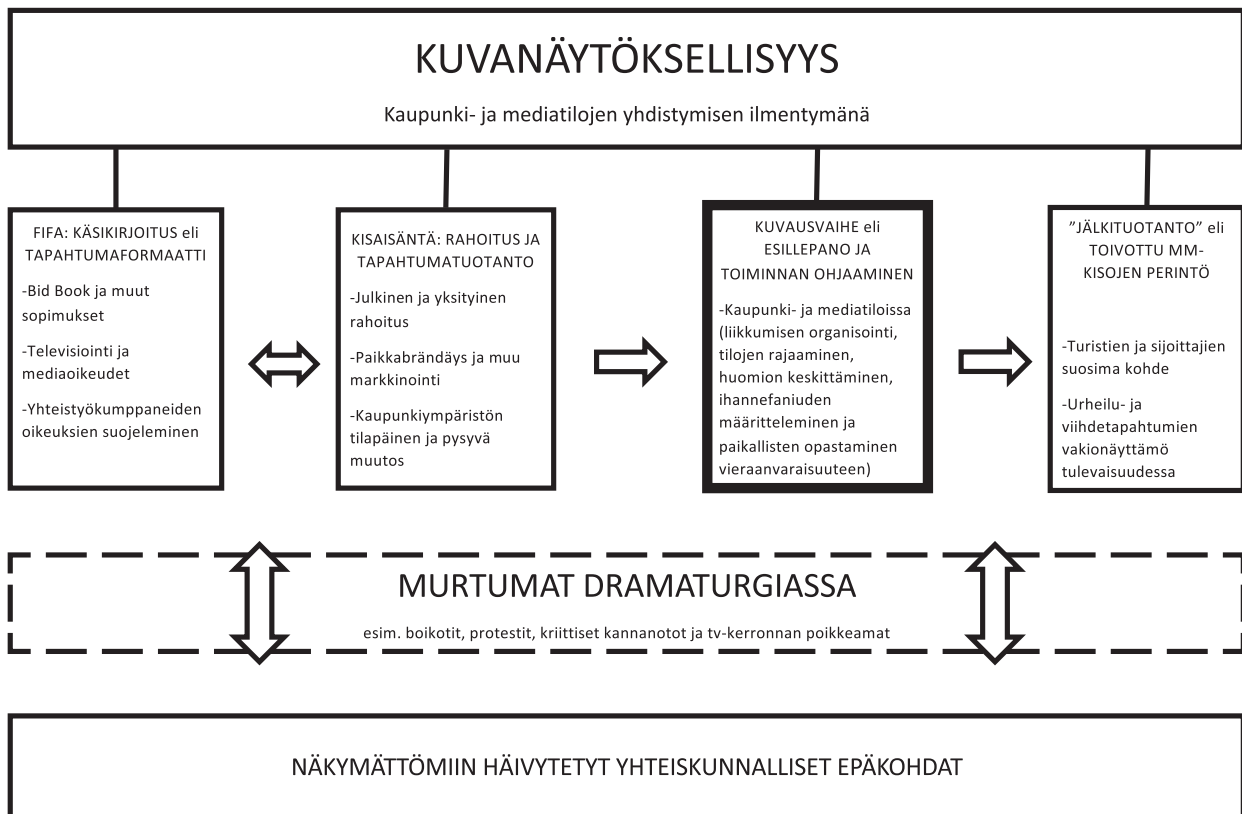 KUVANÄYTÖKSELLISYYS
Kaupunki- ja mediatilojen yhdistymisen ilmentymänä
FIFA: KÄSIKIRJOITUS eli
TAPAHTUMAFORMAATTI
-Bid Book ja muut
sopimukset
-Televisiointi ja
mediaoikeudet
-Yhteistyökumppaneiden
oikeuksien suojeleminen
KISAISÄNTÄ: RAHOITUS JA
TAPAHTUMATUOTANTO
-Julkinen ja yksityinen
rahoitus
-Paikkabrändäys ja muu
markkinointi
-Kaupunkiympäristön
tilapäinen ja pysyvä
muutos
KUVAUSVAIHE eli
ESILLEPANO JA
TOIMINNAN OHJAAMINEN
-Kaupunki- ja mediatiloissa
(liikkumisen organisointi,
tilojen rajaaminen,
huomion keskittäminen,
ihannefaniuden
määritteleminen ja
paikallisten opastaminen
vieraanvaraisuuteen)
”JÄLKITUOTANTO” eli
TOIVOTTU MM-
KISOJEN PERINTÖ
-Turistien ja sijoittajien
suosima kohde
-Urheilu- ja
viihdetapahtumien
vakionäyttämö
tulevaisuudessa
MURTUMAT DRAMATURGIASSA
esim. boikotit, protestit, kriittiset kannanotot ja tv-kerronnan poikkeamat
NÄKYMÄTTÖMIIN HÄIVYTETYT YHTEISKUNNALLISET EPÄKOHDAT